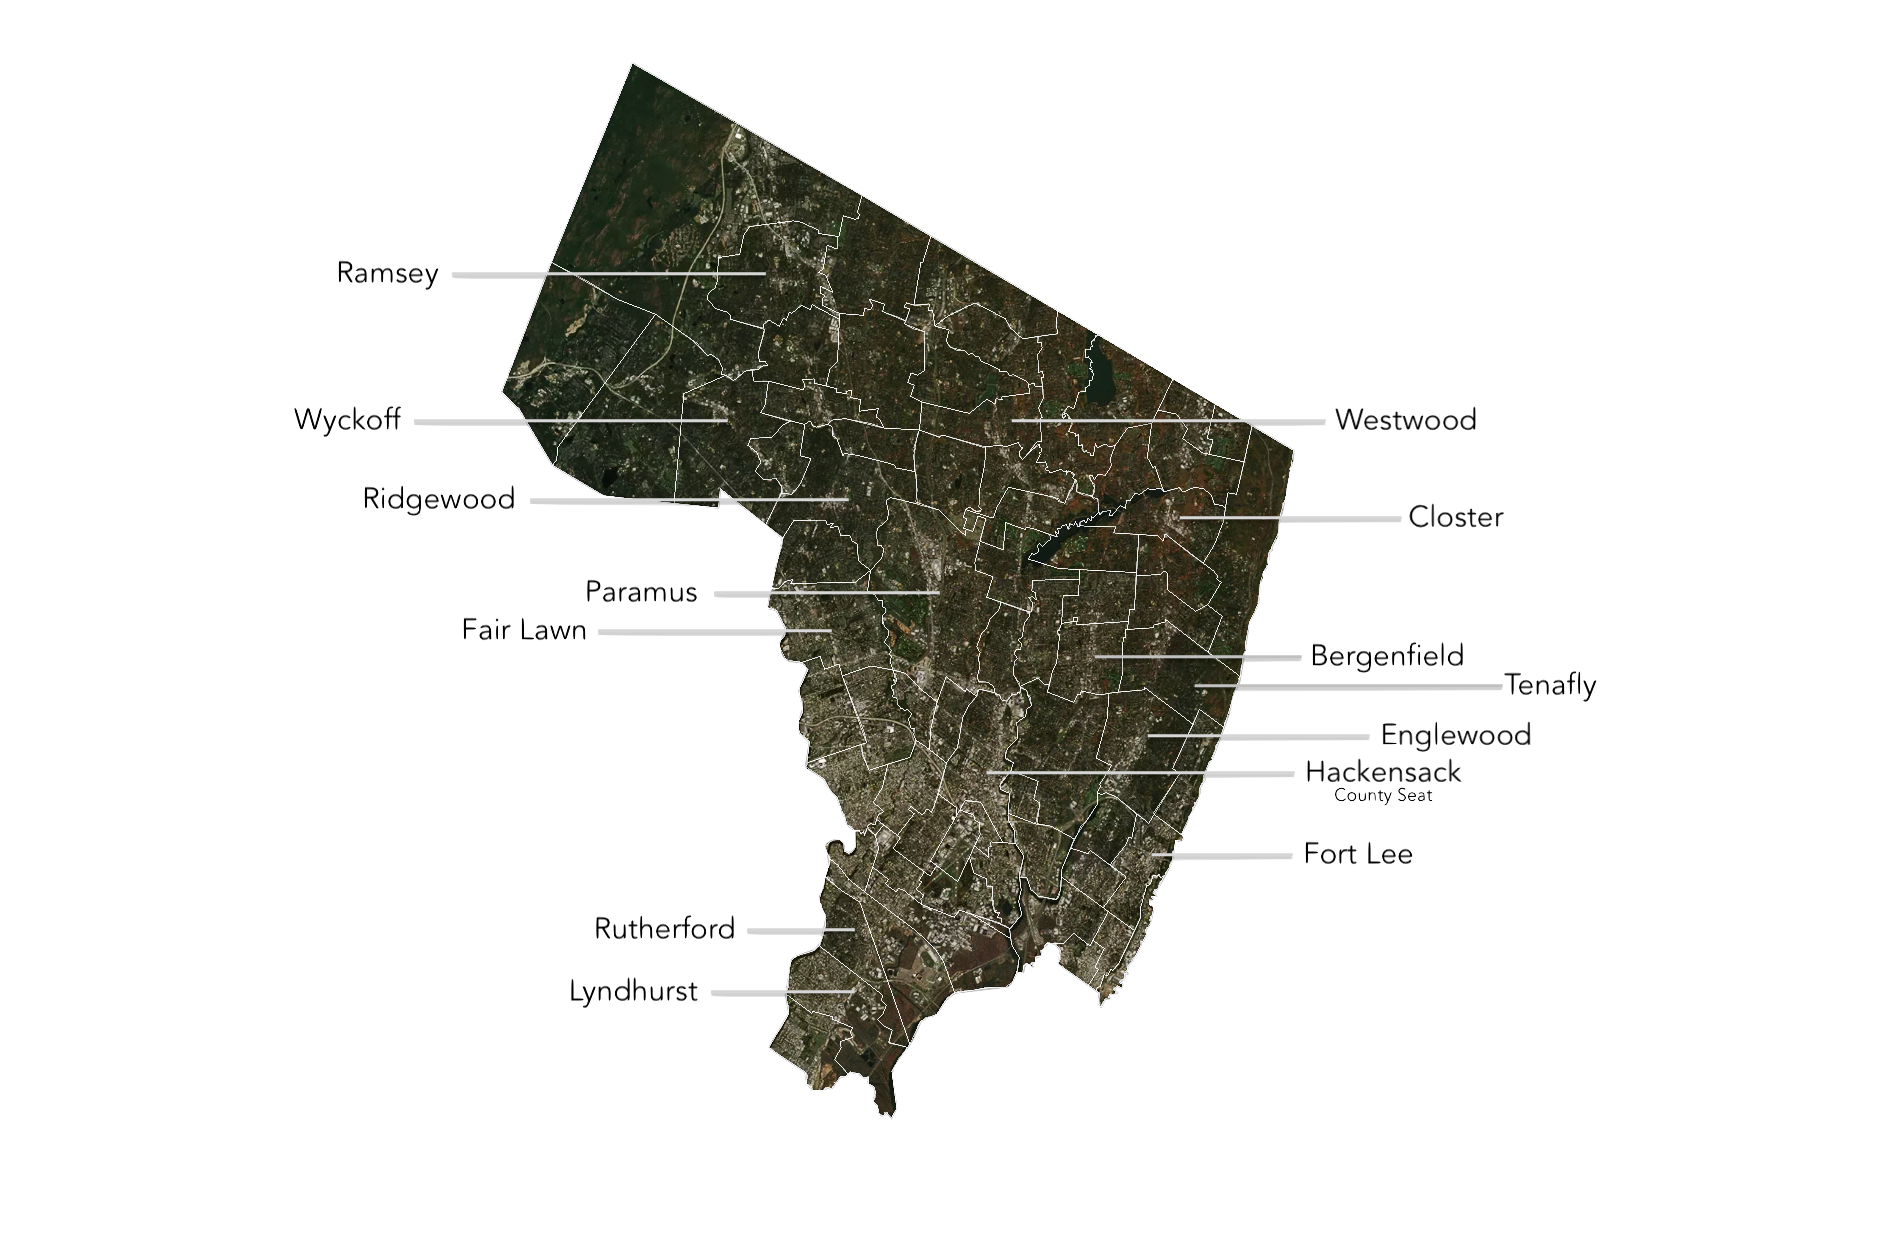 Ramsey
Wyckoff
Westwood
Ridgewood
Closter
Paramus
Fair Lawn
Bergenfield
Tenafly
Englewood
Hackensack
County Seat
Fort Lee
Rutherford
Lyndhurst